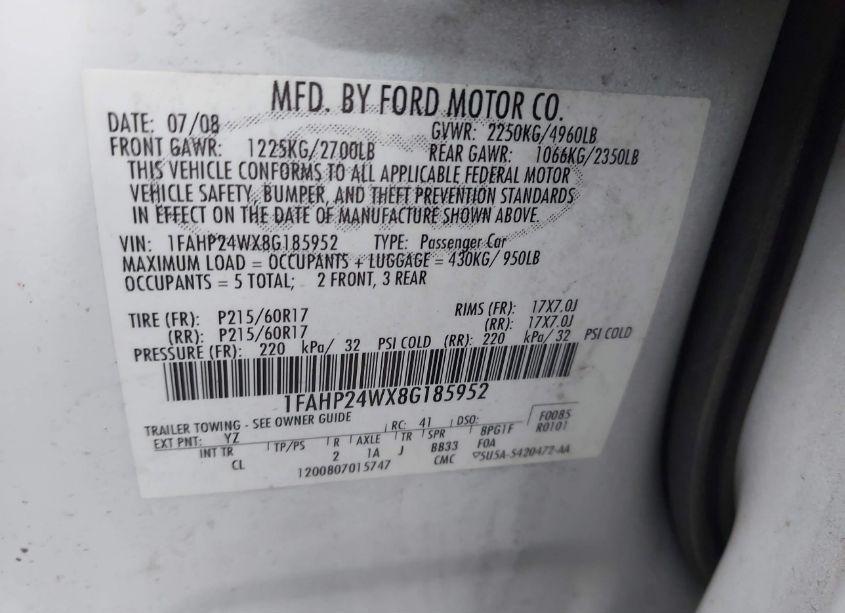 MFD. BY FORD MOTOR CO.
DATE: 07/08 GVWR: 2250KG/4960LB
FRONT GAWR: 1225KG/2700LB REAR GAWR: 1066KG/2350LB
THIS VEHICLE CONFORMS TO ALL APPLICABLE FEDERAL MOTOR
VEHICLE SAFETY, BUMPER, AND THEFT PREVENTION STANDARDS
IN EFFECT ON THE DATE OF MANUFACTURE SHOWN ABOVE.
VIN: 1FAHP24WX8G185952 TYPE: Passenger Car
MAXIMUM LOAD = OCCUPANTS + LUGGAGE = 430KG/ 950LB
OCCUPANTS = 5 TOTAL; 2 FRONT, 3 REAR
TIRE (FR): P215/60R17 RIMS (FR): 17X7.0J
(RR): P215/60R17 (RR): 17X7.0J
PRESSURE (FR): 220 kPa/ 32 PSI COLD (RR): 220 kPa/ 32 PSI COLD
1FAHP24WX8G185952
TRAILER TOWING - SEE OWNER GUIDE
EXT PNT: YZ RC: 41 DSO: F0085
INT TR TP/PS R AXLE TR SPR BPG1F R0101
CL 2 1A J BB33 FOA
1200807015747 CMC 5U5A-5420472-AA